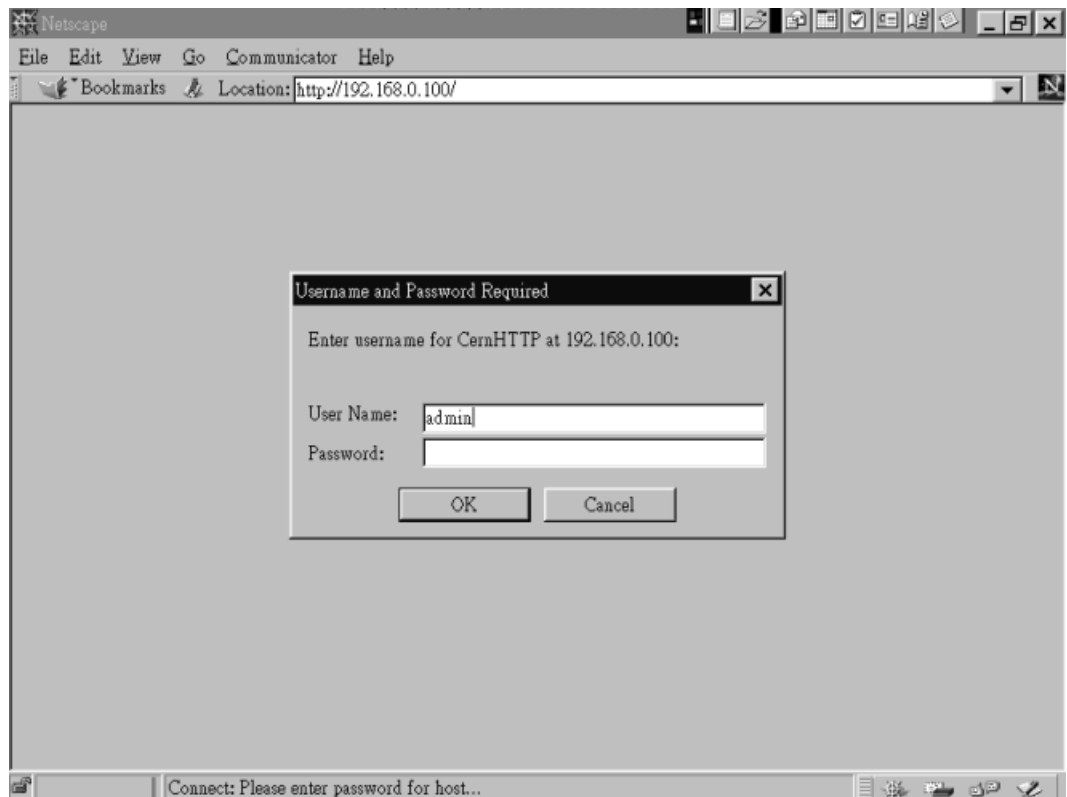 Netscape
File Edit View Go Communicator Help
Bookmarks Location: http://192.168.0.100/
Username and Password Required
Enter username for CernHTTP at 192.168.0.100:
User Name: admin
Password:
OK Cancel
Connect: Please enter password for host...